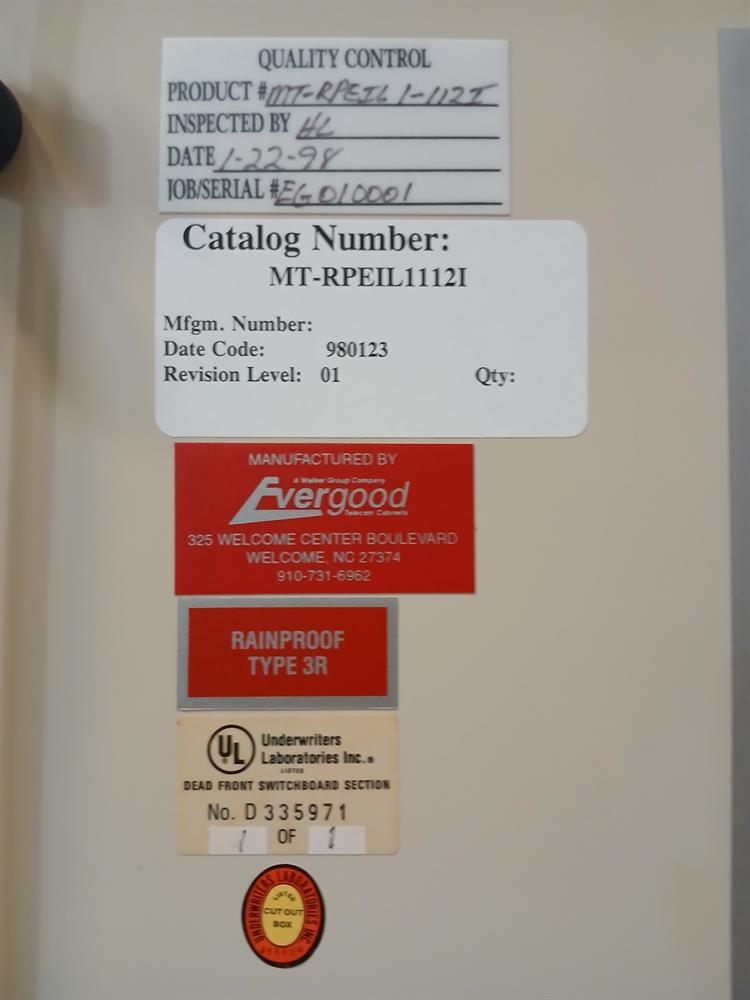 QUALITY CONTROL
PRODUCT # MT-RPEIL 1-112I
INSPECTED BY HL
DATE 1-22-98
JOB/SERIAL # EG010001
Catalog Number:
MT-RPEIL1112I
Mfgm. Number:
Date Code: 980123
Revision Level: 01 Qty:
MANUFACTURED BY
A Walker Group Company
Evergood
Telecom Cabinets
325 WELCOME CENTER BOULEVARD
WELCOME, NC 27374
910-731-6962
RAINPROOF
TYPE 3R
UL
Underwriters
Laboratories Inc.®
LISTED
DEAD FRONT SWITCHBOARD SECTION
No. D 335971
1 OF 1
UNDERWRITERS LABORATORIES INC.
LISTED
CUT OUT
BOX